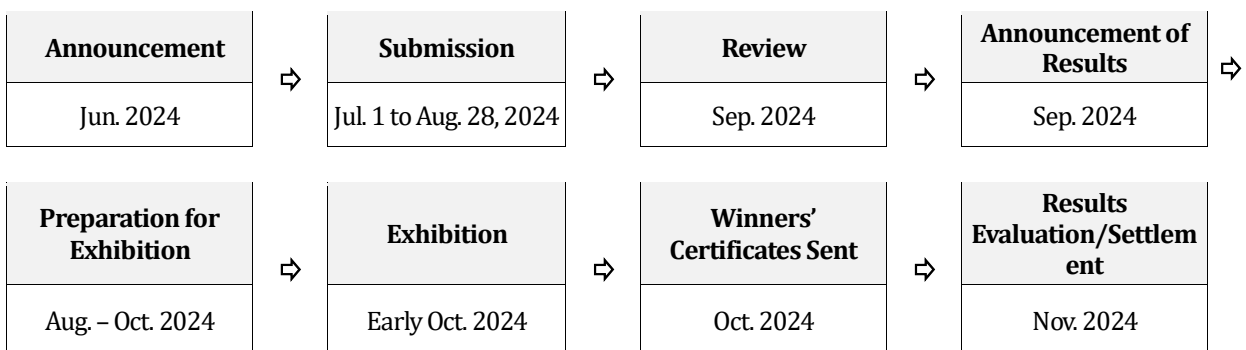 Announcement
Jun. 2024
⇨
Submission
Jul. 1 to Aug. 28, 2024
⇨
Review
Sep. 2024
⇨
Announcement of
Results
Sep. 2024
⇨
Preparation for
Exhibition
Aug. – Oct. 2024
⇨
Exhibition
Early Oct. 2024
⇨
Winners’
Certificates Sent
Oct. 2024
⇨
Results
Evaluation/Settlem
ent
Nov. 2024